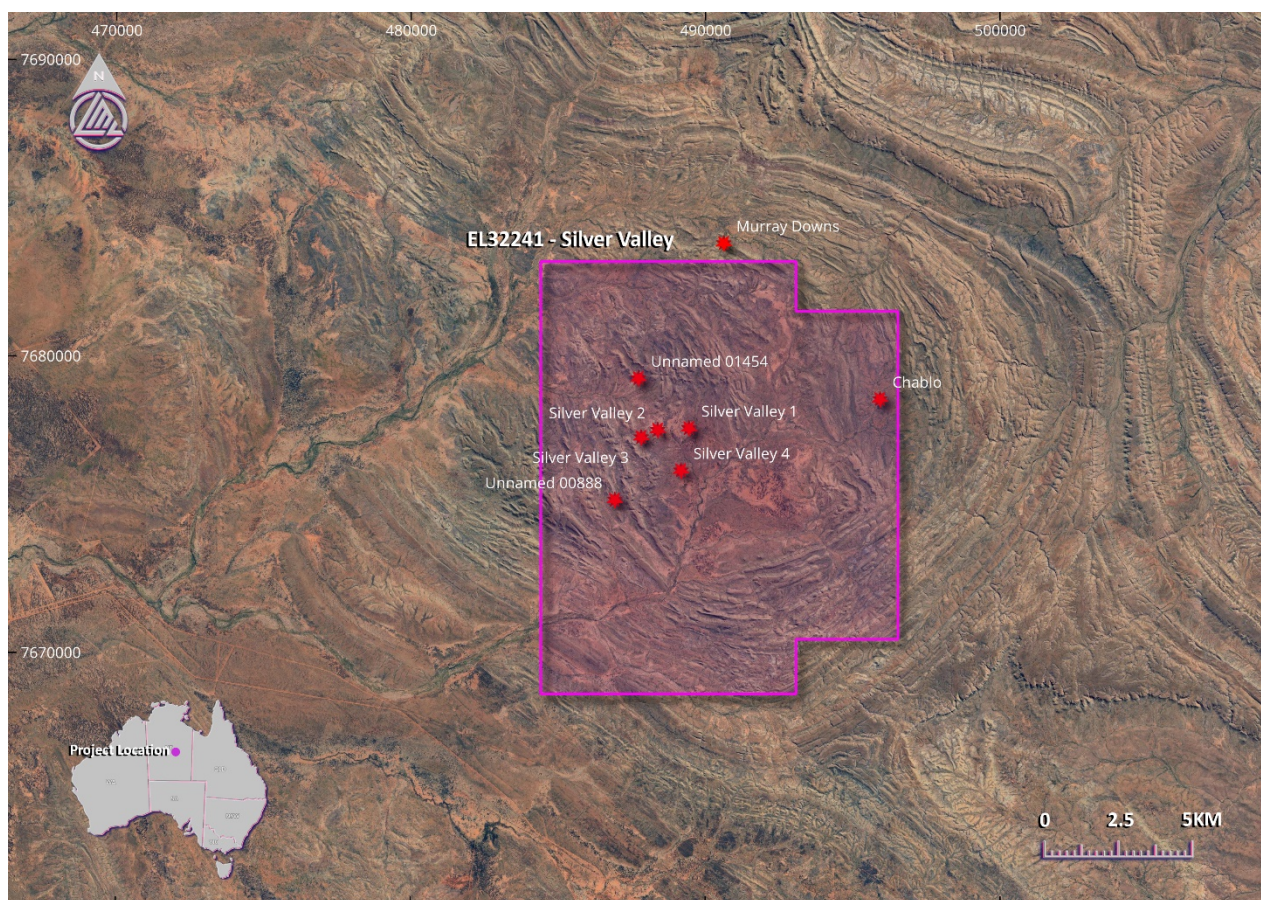 470000
480000
490000
500000
7690000
N
Murray Downs
EL32241 - Silver Valley
7680000
Unnamed 01454
Chablo
Silver Valley 2
Silver Valley 1
Silver Valley 3
Silver Valley 4
Unnamed 00888
7670000
Project Location
NSW
0 2.5 5KM